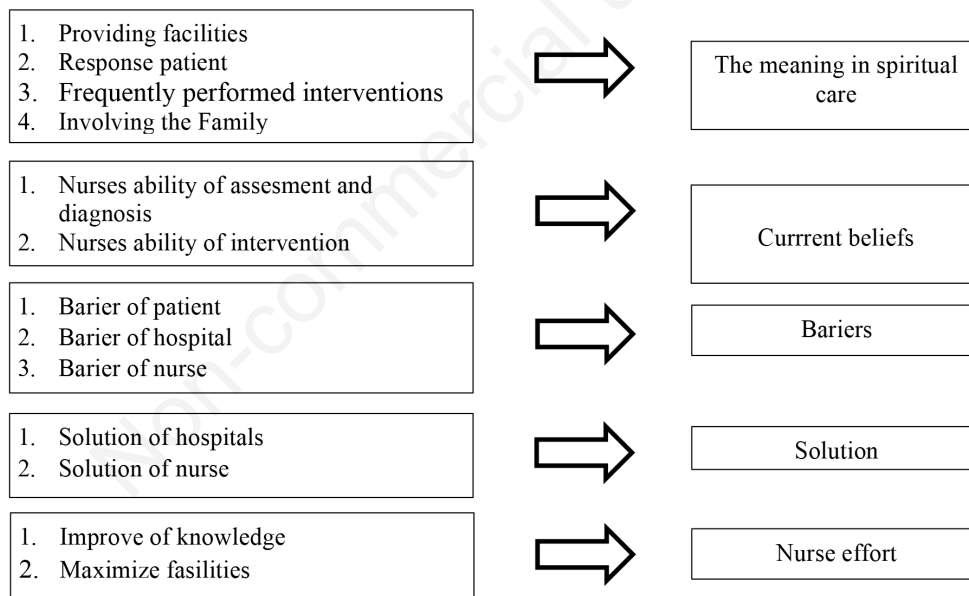 1. Providing facilities
2. Response patient
3. Frequently performed interventions
4. Involving the Family
The meaning in spiritual
care
1. Nurses ability of assesment and
diagnosis
2. Nurses ability of intervention
Currrent beliefs
1. Barier of patient
2. Barier of hospital
3. Barier of nurse
Bariers
1. Solution of hospitals
2. Solution of nurse
Solution
1. Improve of knowledge
2. Maximize fasilities
Nurse effort
Non-commercial